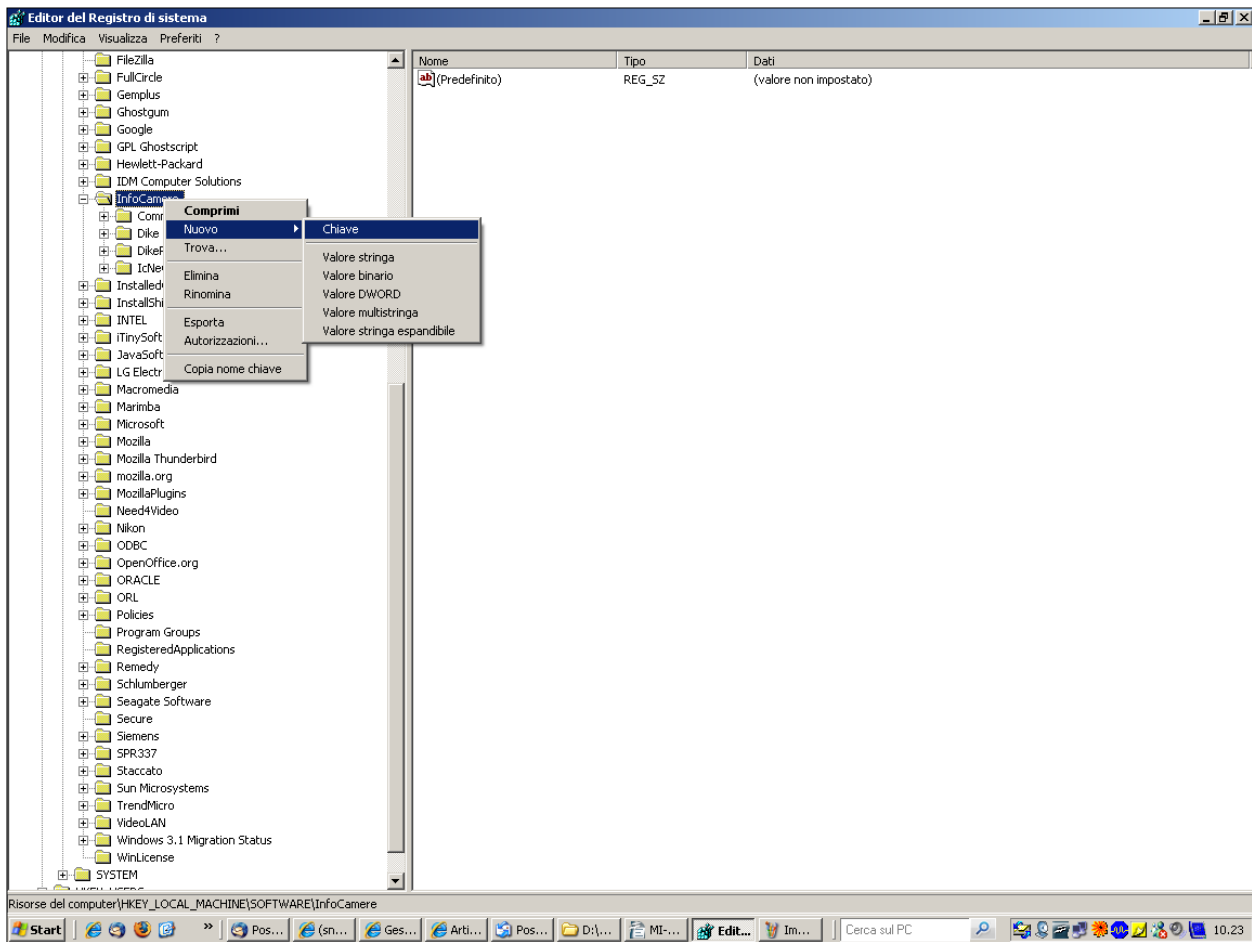 Editor del Registro di sistema
File Modifica Visualizza Preferiti ?
FileZilla
FullCircle
Gemplus
Ghostgum
Google
GPL Ghostscript
Hewlett-Packard
IDM Computer Solutions
InfoCamere
Dike
InstallShi
INTEL
iTinySoft
JavaSoft
LG Electr
Macromedia
Marimba
Microsoft
Mozilla
Mozilla Thunderbird
mozilla.org
MozillaPlugins
Need4Video
Nikon
ODBC
OpenOffice.org
ORACLE
ORL
Policies
Program Groups
RegisteredApplications
Remedy
Schlumberger
Seagate Software
Secure
Siemens
SPR337
Staccato
Sun Microsystems
TrendMicro
VideoLAN
Windows 3.1 Migration Status
WinLicense
SYSTEM
Comprimi
Nuovo
Trova...
Elimina
Rinomina
Esporta
Autorizzazioni...
Copia nome chiave
Chiave
Valore stringa
Valore binario
Valore DWORD
Valore multistringa
Valore stringa espandibile
Nome Tipo Dati
(Predefinito) REG_SZ (valore non impostato)
Risorse del computer\HKEY_LOCAL_MACHINE\SOFTWARE\InfoCamere
Start » Pos... (sn... Ges... Arti... Pos... D:\... MI-... Edit... Im... Cerca sul PC 10.23